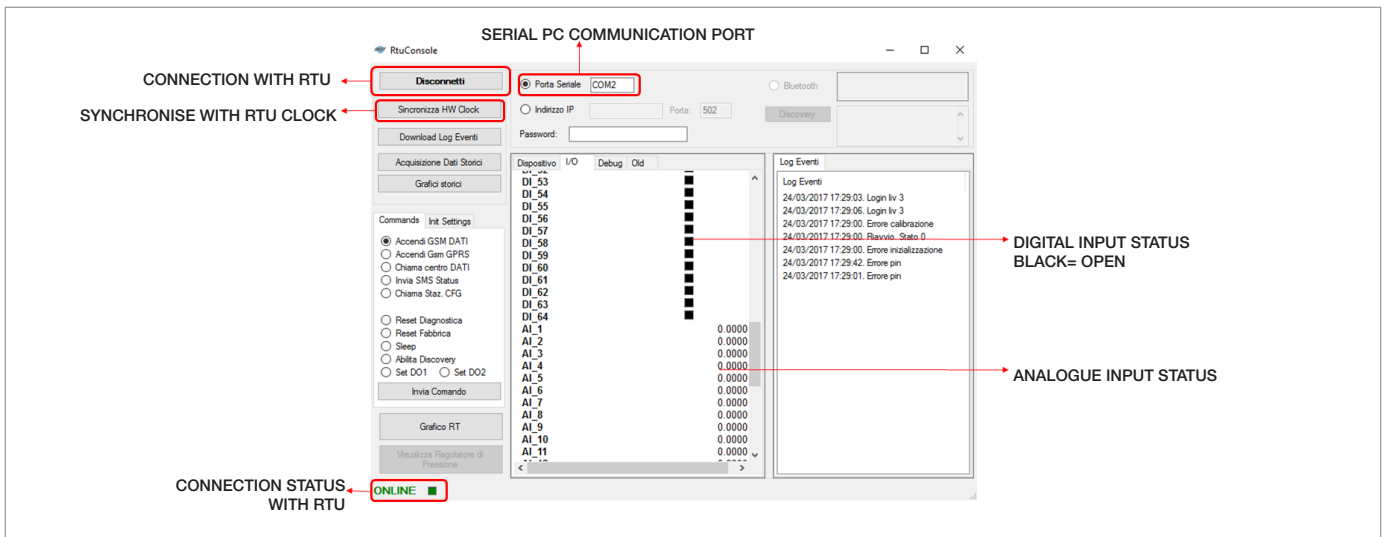 SERIAL PC COMMUNICATION PORT
RtuConsole
CONNECTION WITH RTU
SYNCHRONISE WITH RTU CLOCK
Disconnetti
Sincronizza HW Clock
Download Log Eventi
Acquisizione Dati Storici
Grafici storici
Porta Seriale COM2
Indirizzo IP Porta: 502
Password:
Bluetooth
Discovery
Commands Init Settings
Accendi GSM DATI
Accendi Gsm GPRS
Chiama centro DATI
Invia SMS Status
Chiama Staz. CFG
Reset Diagnostica
Reset Fabbrica
Sleep
Abilita Discovery
Set DO1 Set DO2
Invia Comando
Grafico RT
Visualizza Regolatore di
Pressione
Dispositivo I/O Debug Old
DI_52
DI_53
DI_54
DI_55
DI_56
DI_57
DI_58
DI_59
DI_60
DI_61
DI_62
DI_63
DI_64
AI_1 0.0000
AI_2 0.0000
AI_3 0.0000
AI_4 0.0000
AI_5 0.0000
AI_6 0.0000
AI_7 0.0000
AI_8 0.0000
AI_9 0.0000
AI_10 0.0000
AI_11 0.0000
Log Eventi
Log Eventi
24/03/2017 17:29:03. Login liv 3
24/03/2017 17:29:06. Login liv 3
24/03/2017 17:29:00. Errore calibrazione
24/03/2017 17:29:00. Riavvio. Stato 0
24/03/2017 17:29:00. Errore inizializzazione
24/03/2017 17:29:42. Errore pin
24/03/2017 17:29:01. Errore pin
DIGITAL INPUT STATUS
BLACK= OPEN
ANALOGUE INPUT STATUS
CONNECTION STATUS
WITH RTU
ONLINE